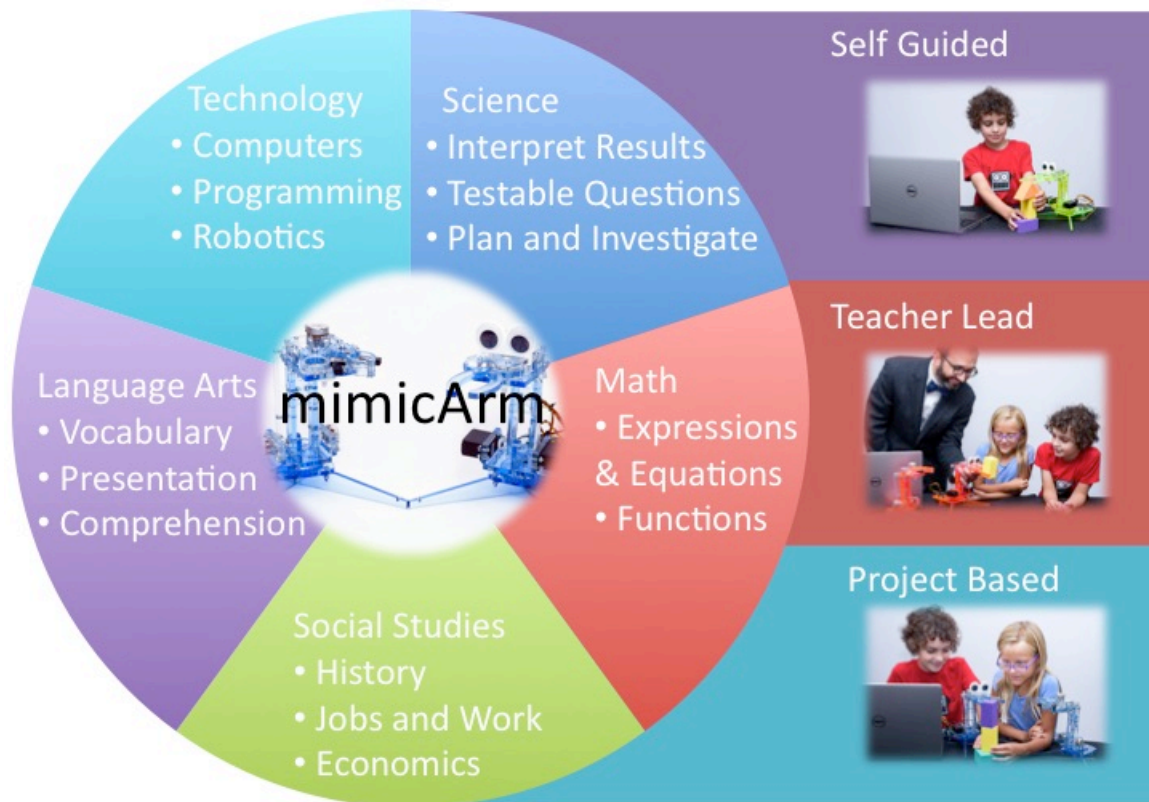 Technology
• Computers
• Programming
• Robotics
Science
• Interpret Results
• Testable Questions
• Plan and Investigate
Self Guided
Language Arts
• Vocabulary
• Presentation
• Comprehension
mimicArm
Math
• Expressions
& Equations
• Functions
Teacher Lead
Social Studies
• History
• Jobs and Work
• Economics
Project Based